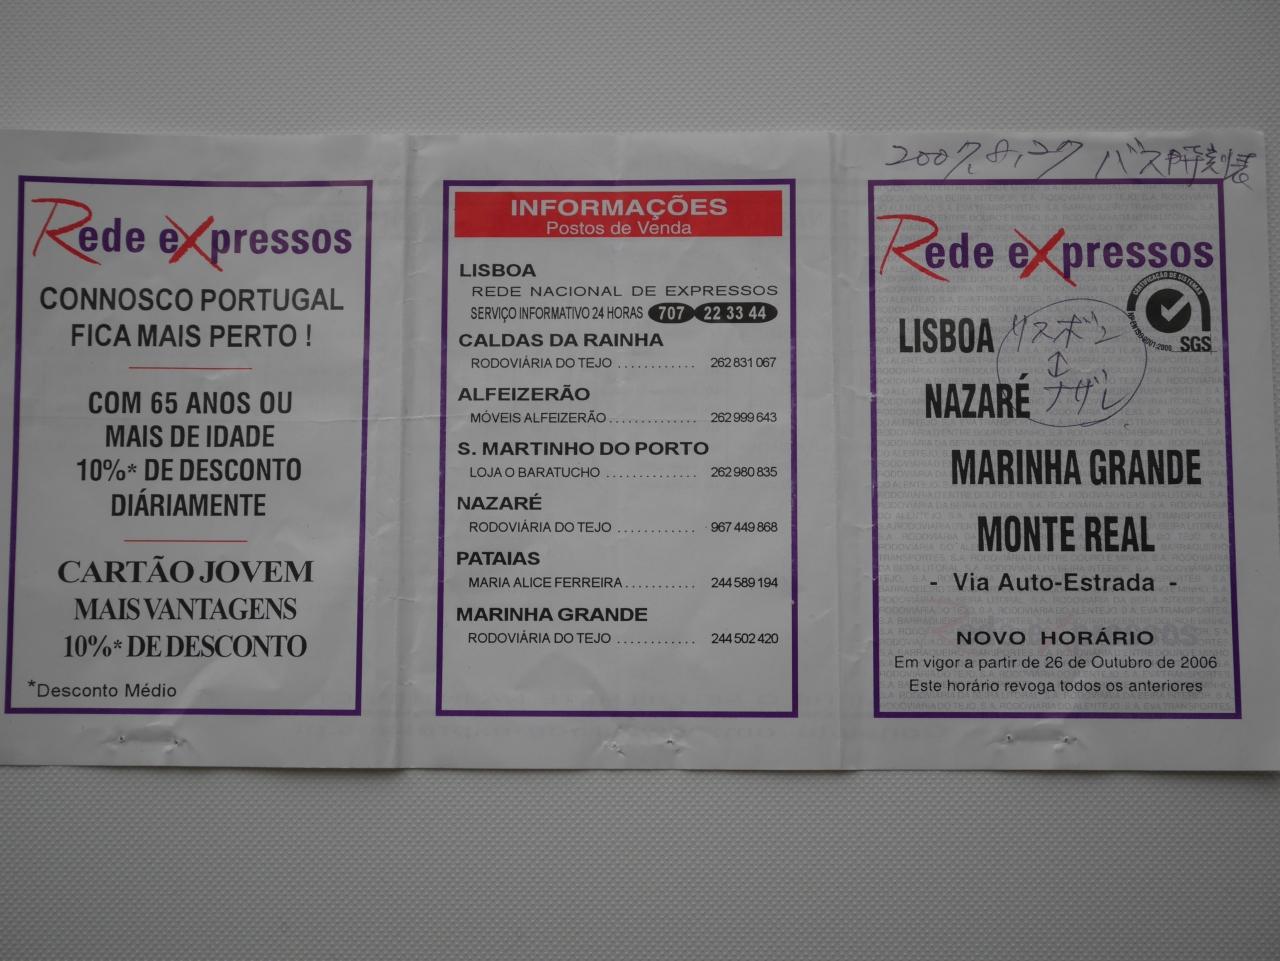 Rede eXpressos
CONNOSCO PORTUGAL
FICA MAIS PERTO !
COM 65 ANOS OU
MAIS DE IDADE
10%* DE DESCONTO
DIÁRIAMENTE
CARTÃO JOVEM
MAIS VANTAGENS
10%* DE DESCONTO
*Desconto Médio
INFORMAÇÕES
Postos de Venda
LISBOA
REDE NACIONAL DE EXPRESSOS
SERVIÇO INFORMATIVO 24 HORAS 707 22 33 44
CALDAS DA RAINHA
RODOVIÁRIA DO TEJO ............ 262 831 067
ALFEIZERÃO
MÓVEIS ALFEIZERÃO ............. 262 999 643
S. MARTINHO DO PORTO
LOJA O BARATUCHO .............. 262 980 835
NAZARÉ
RODOVIÁRIA DO TEJO ............ 967 449 868
PATAIAS
MARIA ALICE FERREIRA ........... 244 589 194
MARINHA GRANDE
RODOVIÁRIA DO TEJO ............ 244 502 420
2007.8.27 バス時刻表
Rede eXpressos
CERTIFICAÇÃO DE SISTEMAS
SGS
LISBOA リスボン
↕
NAZARÉ ナザレ
MARINHA GRANDE
MONTE REAL
- Via Auto-Estrada -
NOVO HORÁRIO
Em vigor a partir de 26 de Outubro de 2006
Este horário revoga todos os anteriores